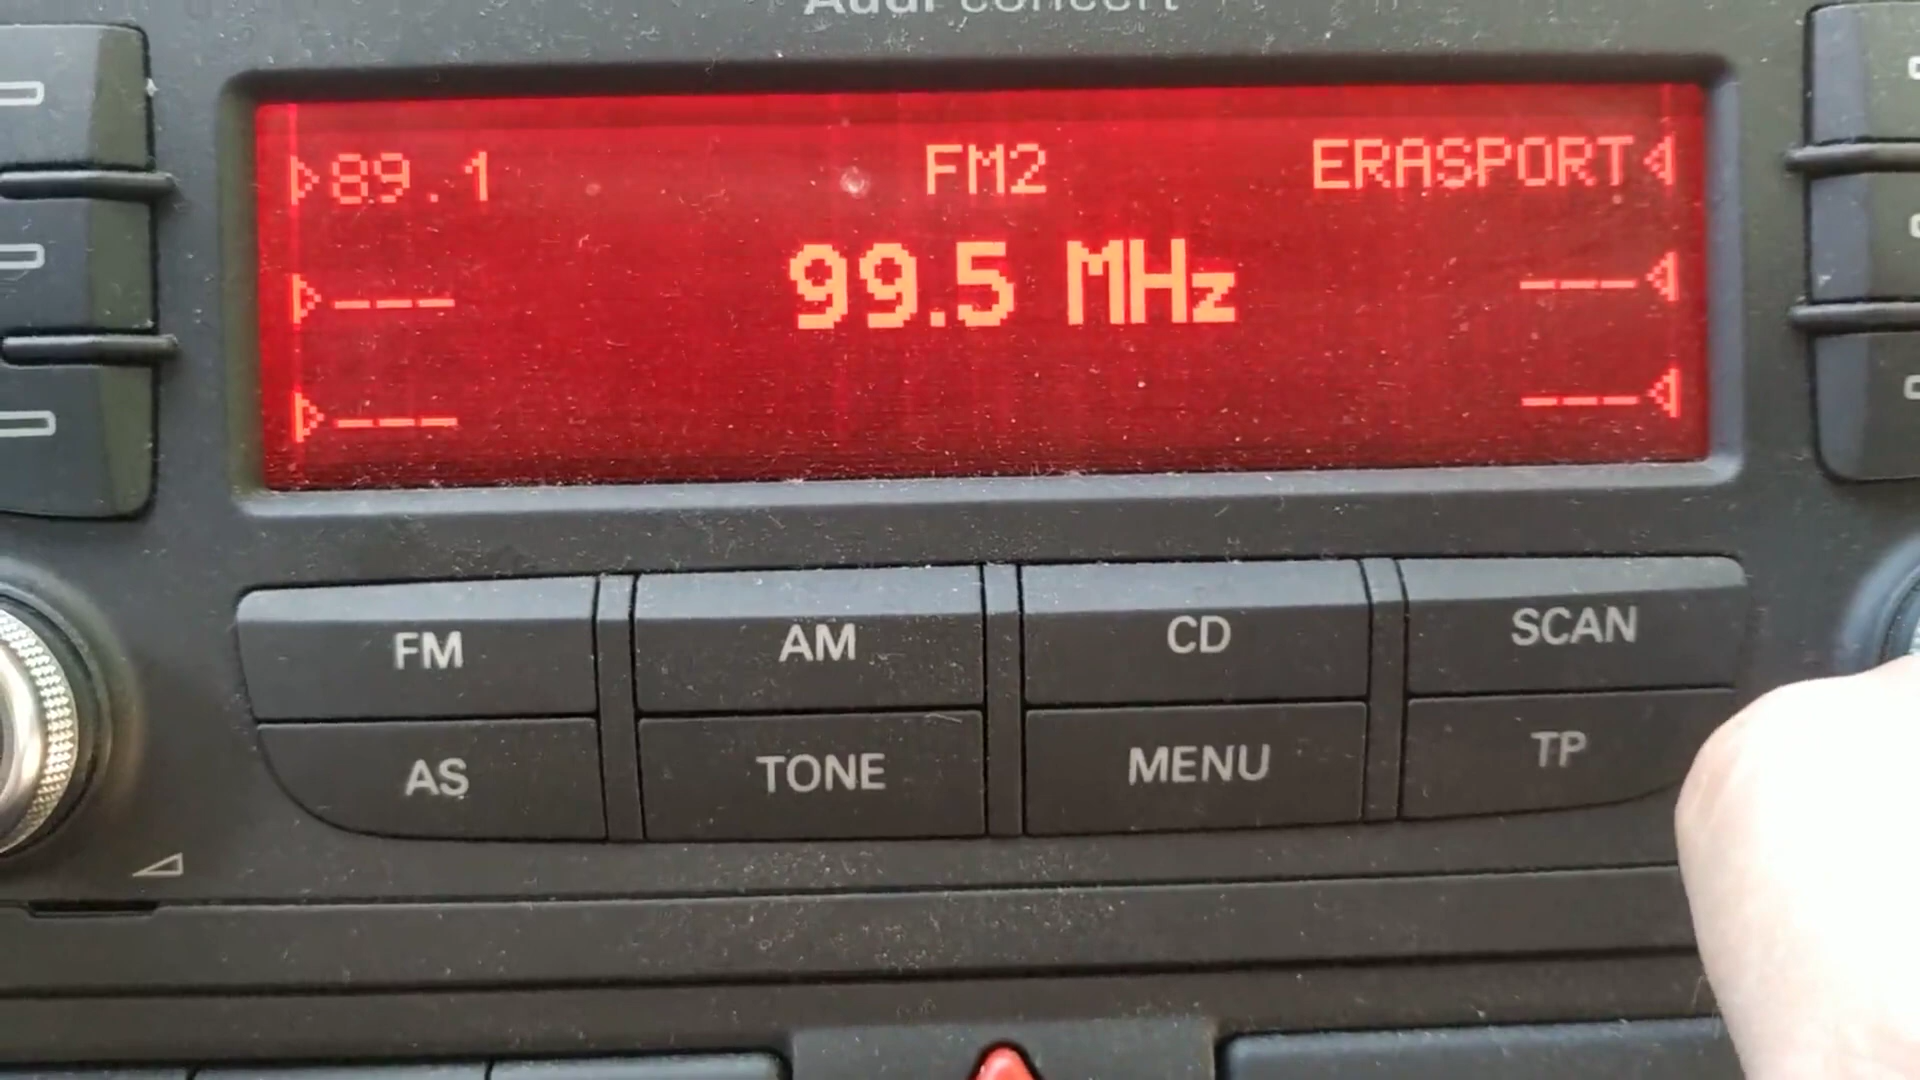 Audi concert
89.1 FM2 ERASPORT
--- 99.5 MHz ---
--- ---
FM AM CD SCAN
AS TONE MENU TP